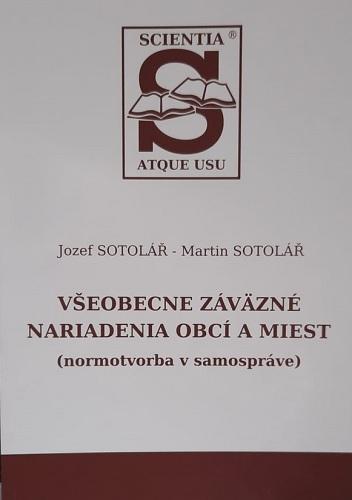 SCIENTIA ®
S
ATQUE USU
Jozef SOTOLÁŘ - Martin SOTOLÁŘ
VŠEOBECNE ZÁVÄZNÉ
NARIADENIA OBCÍ A MIEST
(normotvorba v samospráve)